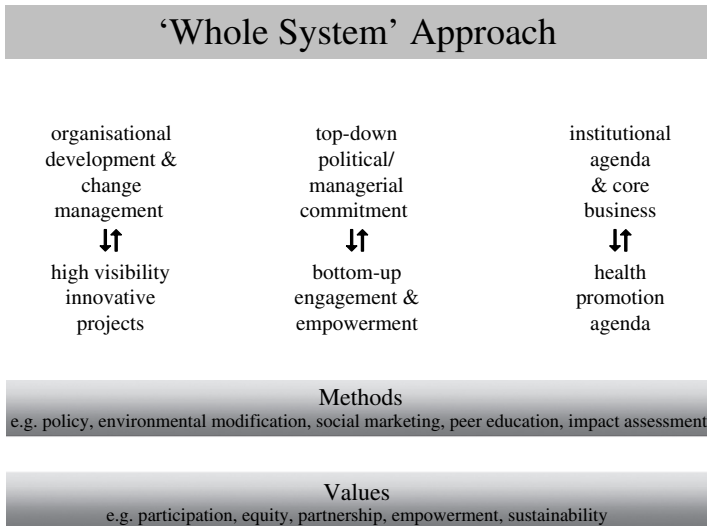 ‘Whole System’ Approach
organisational
development &
change
management
high visibility
innovative
projects
top-down
political/
managerial
commitment
bottom-up
engagement &
empowerment
institutional
agenda
& core
business
health
promotion
agenda
Methods
e.g. policy, environmental modification, social marketing, peer education, impact assessment
Values
e.g. participation, equity, partnership, empowerment, sustainability